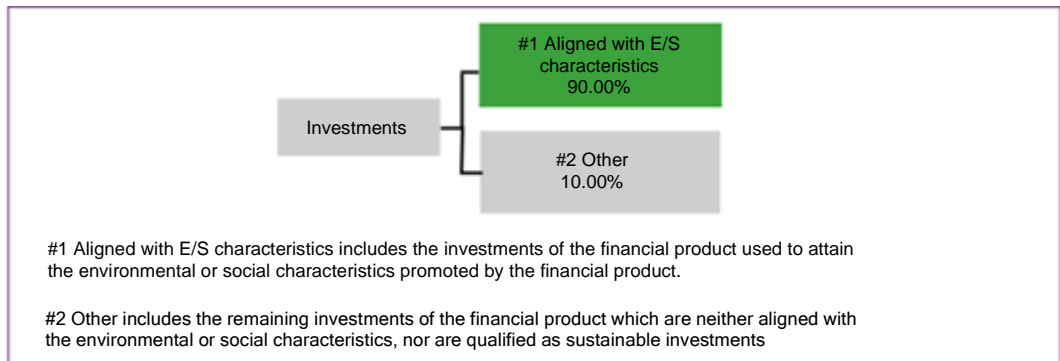 #1 Aligned with E/S
characteristics
90.00%
Investments
#2 Other
10.00%
#1 Aligned with E/S characteristics includes the investments of the financial product used to attain
the environmental or social characteristics promoted by the financial product.
#2 Other includes the remaining investments of the financial product which are neither aligned with
the environmental or social characteristics, nor are qualified as sustainable investments